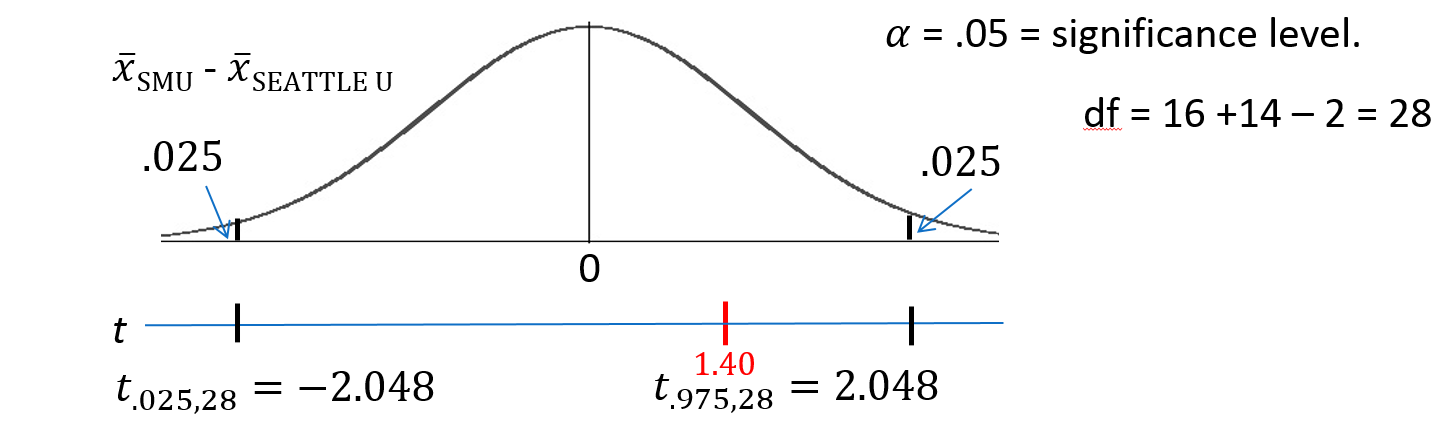 α = .05 = significance level.
x̄ SMU - x̄ SEATTLE U
df = 16 +14 – 2 = 28
.025
.025
0
t
1.40
t.025,28 = −2.048
t.975,28 = 2.048